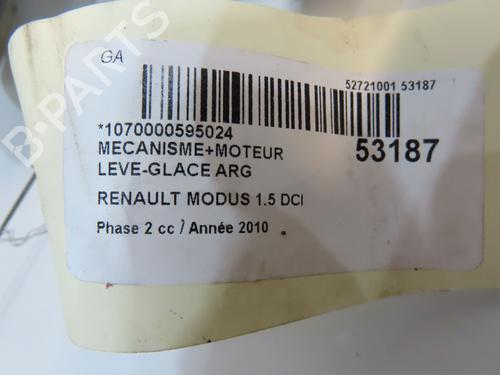 GA
52721001 53187
*1070000595024
MECANISME+MOTEUR
LEVE-GLACE ARG
53187
RENAULT MODUS 1.5 DCI
Phase 2 cc / Année 2010